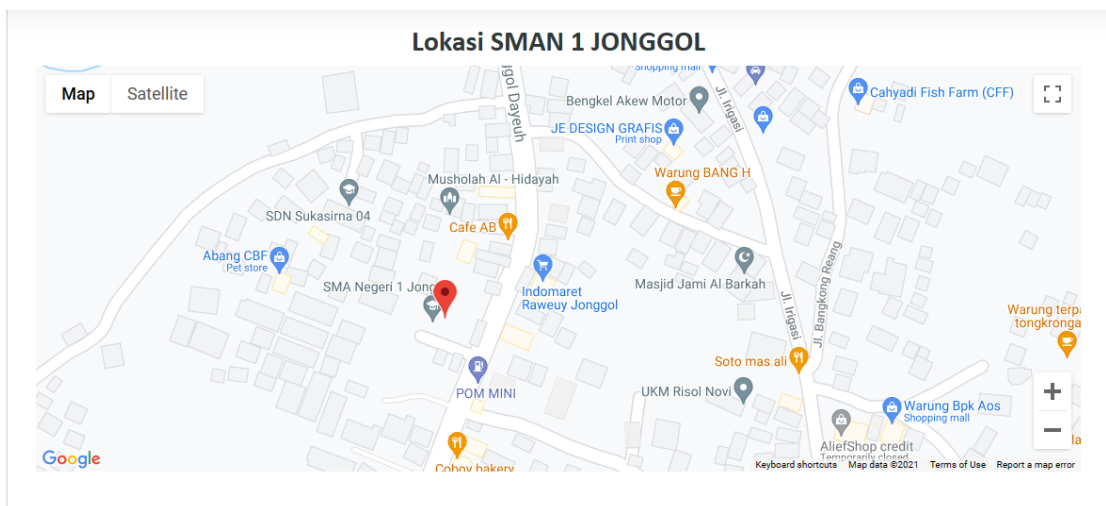 Lokasi SMAN 1 JONGGOL
Map
Satellite
Shopping mall
Bengkel Akew Motor
Jl. Irigasi
Cahyadi Fish Farm (CFF)
JE DESIGN GRAFIS
Print shop
Warung BANG H
Musholah Al - Hidayah
SDN Sukasirna 04
Cafe AB
Abang CBF
Pet store
SMA Negeri 1 Jong
Indomaret
Raweuy Jonggol
Masjid Jami Al Barkah
Jl. Irigasi
Jl. Bangkong Reang
Warung terpa
tongkronga
Soto mas ali
POM MINI
UKM Risol Novi
Warung Bpk Aos
Shopping mall
AliefShop credit
Temporarily closed
Coboy bakery
Google
Keyboard shortcuts
Map data ©2021
Terms of Use
Report a map error